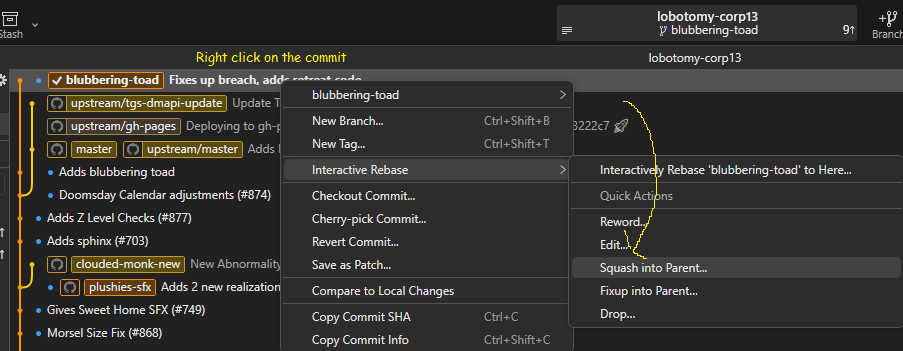 Stash
lobotomy-corp13
blubbering-toad
9↑
Branch
Right click on the commit
lobotomy-corp13
✓ blubbering-toad Fixes up breach, adds retreat code
upstream/tgs-dmapi-update Update T
upstream/gh-pages Deploying to gh-p
3222c7 🚀
master upstream/master Adds
Adds blubbering toad
Doomsday Calendar adjustments (#874)
Adds Z Level Checks (#877)
Adds sphinx (#703)
clouded-monk-new New Abnormality
plushies-sfx Adds 2 new realization
Gives Sweet Home SFX (#749)
Morsel Size Fix (#868)
blubbering-toad
New Branch... Ctrl+Shift+B
New Tag... Ctrl+Shift+T
Interactive Rebase
Checkout Commit...
Cherry-pick Commit...
Revert Commit...
Save as Patch...
Compare to Local Changes
Copy Commit SHA Ctrl+C
Copy Commit Info Ctrl+Shift+C
Interactively Rebase 'blubbering-toad' to Here...
Quick Actions
Reword...
Edit...
Squash into Parent...
Fixup into Parent...
Drop...